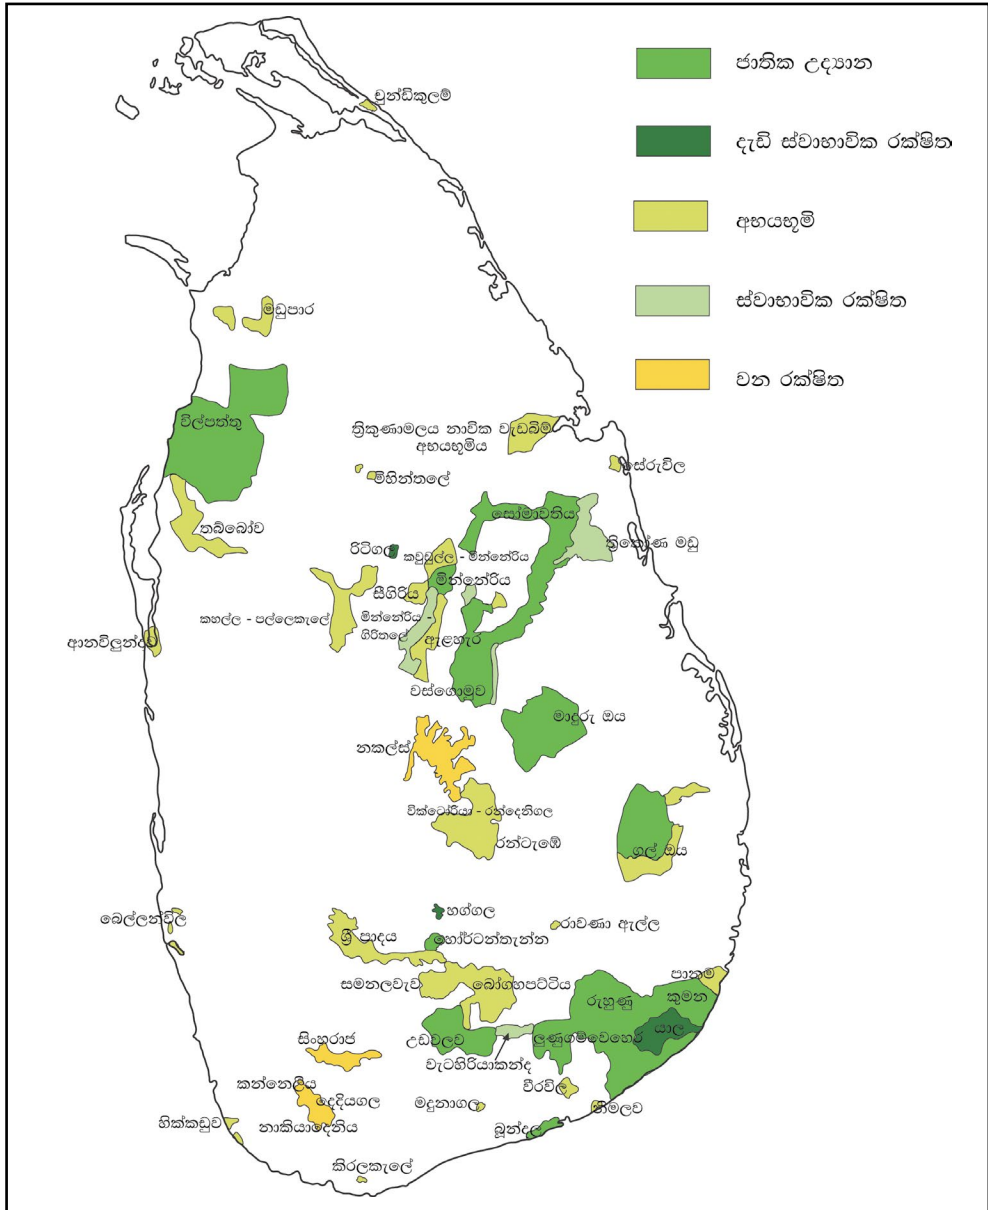 චුන්ඩිකුලම්
ජාතික උද්‍යාන
දැඩි ස්වාභාවික රක්ෂිත
අභයභූමි
ස්වාභාවික රක්ෂිත
වන රක්ෂිත
මඩුපාර
විල්පත්තු
ත්‍රිකුණාමලය නාවික වැඩබිම්
අභයභූමිය
සේරුවිල
මිහින්තලේ
තබ්බෝව
සෝමාවතිය
ත්‍රිකෝණ මඩු
රිටිගල
කවුඩුල්ල - මින්නේරිය
මින්නේරිය
සීගිරිය
කහල්ල - පල්ලෙකැලේ
මින්නේරිය -
ගිරිතලේ
ඇළහැර
ආනවිලුන්දාව
වස්ගොමුව
මාදුරු ඔය
නකල්ස්
වික්ටෝරියා - රන්දෙනිගල
රන්ටැඹේ
ගල් ඔය
බෙල්ලන්විල
හග්ගල
රාවණා ඇල්ල
ශ්‍රී පාදය
හෝර්ටන්තැන්න
සමනලවැව
බෝගහපට්ටිය
පානම
රුහුණු
කුමන
යාල
සිංහරාජ
උඩවලව
ලුණුගම්වෙහෙර
වැටහිරියාකන්ද
කන්නෙලිය
දෙදියගල
නාකියාදෙනිය
වීරවිල
මදුනාගල
නිමලව
හික්කඩුව
බූන්දල
කිරලකැලේ